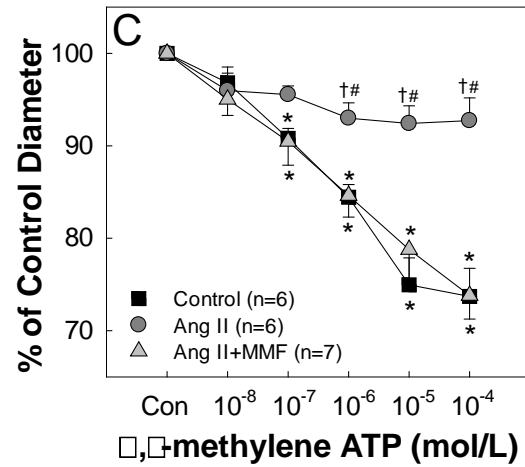 C
% of Control Diameter
100
90
80
70
†#
†#
†#
*
*
*
*
*
*
*
*
Control (n=6)
Ang II (n=6)
Ang II+MMF (n=7)
Con
10⁻⁸
10⁻⁷
10⁻⁶
10⁻⁵
10⁻⁴
□,□-methylene ATP (mol/L)